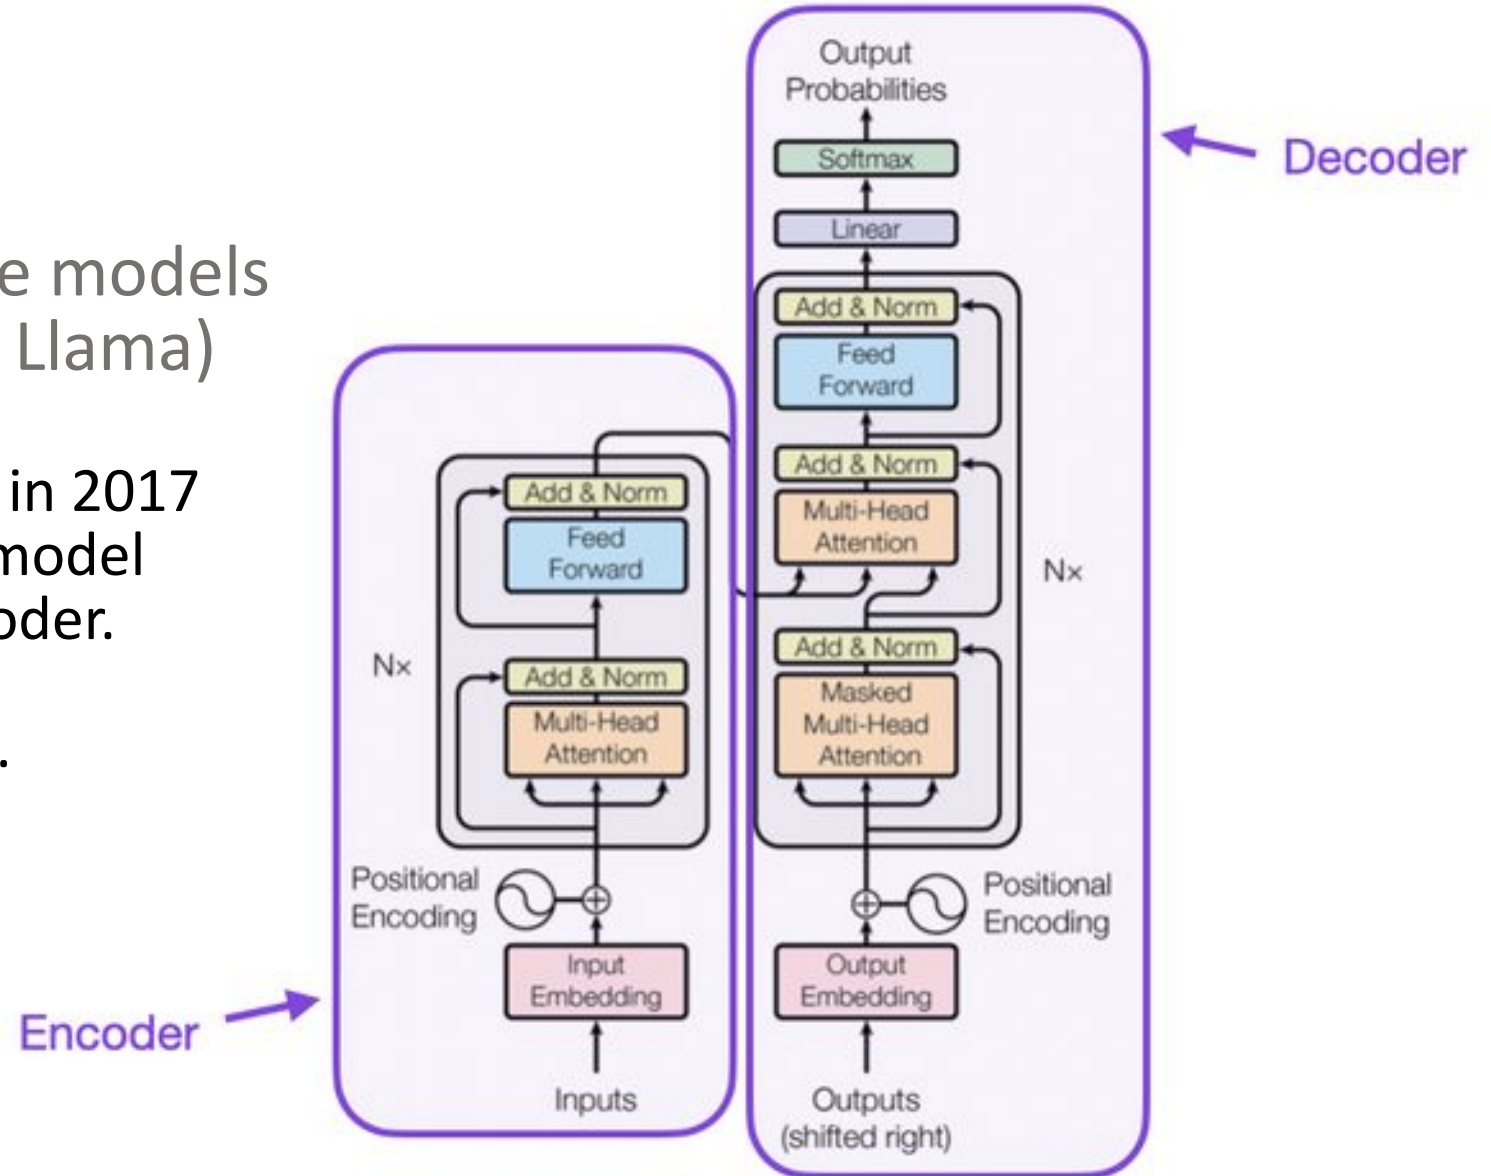 e models
Llama)
in 2017
model
oder.
.
Encoder
Nx
Add & Norm
Feed
Forward
Add & Norm
Multi-Head
Attention
Positional
Encoding
Input
Embedding
Inputs
Decoder
Output
Probabilities
Softmax
Linear
Add & Norm
Feed
Forward
Add & Norm
Multi-Head
Attention
Nx
Add & Norm
Masked
Multi-Head
Attention
Positional
Encoding
Output
Embedding
Outputs
(shifted right)